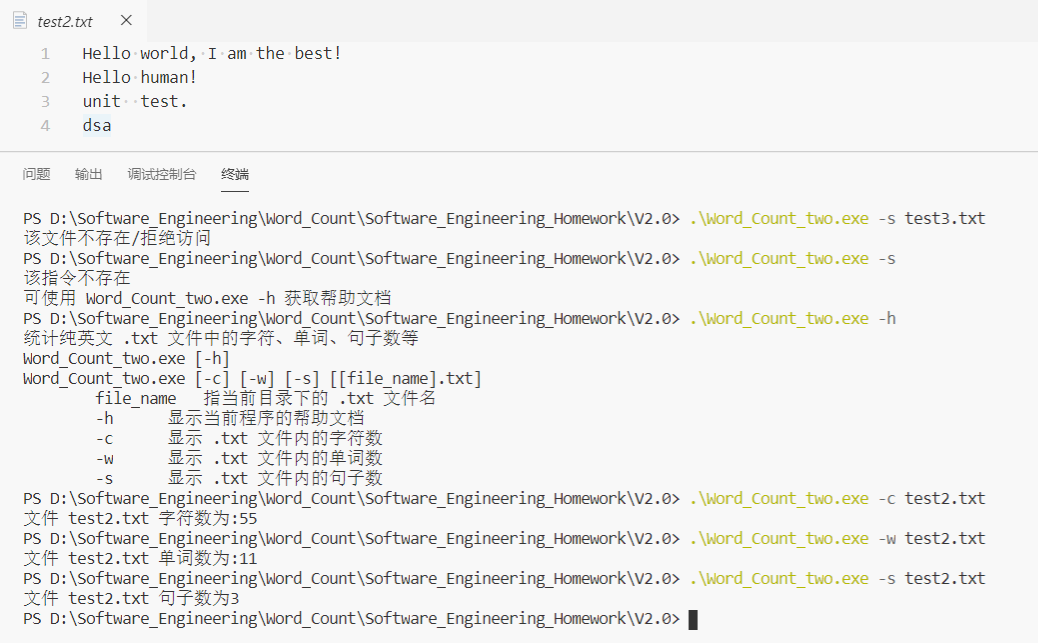 test2.txt
1 Hello world, I am the best!
2 Hello human!
3 unit  test.
4 dsa
问题 输出 调试控制台 终端
PS D:\Software_Engineering\Word_Count\Software_Engineering_Homework\V2.0> .\Word_Count_two.exe -s test3.txt
该文件不存在/拒绝访问
PS D:\Software_Engineering\Word_Count\Software_Engineering_Homework\V2.0> .\Word_Count_two.exe -s
该指令不存在
可使用 Word_Count_two.exe -h 获取帮助文档
PS D:\Software_Engineering\Word_Count\Software_Engineering_Homework\V2.0> .\Word_Count_two.exe -h
统计纯英文 .txt 文件中的字符、单词、句子数等
Word_Count_two.exe [-h]
Word_Count_two.exe [-c] [-w] [-s] [[file_name].txt]
file_name 指当前目录下的 .txt 文件名
-h 显示当前程序的帮助文档
-c 显示 .txt 文件内的字符数
-w 显示 .txt 文件内的单词数
-s 显示 .txt 文件内的句子数
PS D:\Software_Engineering\Word_Count\Software_Engineering_Homework\V2.0> .\Word_Count_two.exe -c test2.txt
文件 test2.txt 字符数为:55
PS D:\Software_Engineering\Word_Count\Software_Engineering_Homework\V2.0> .\Word_Count_two.exe -w test2.txt
文件 test2.txt 单词数为:11
PS D:\Software_Engineering\Word_Count\Software_Engineering_Homework\V2.0> .\Word_Count_two.exe -s test2.txt
文件 test2.txt 句子数为3
PS D:\Software_Engineering\Word_Count\Software_Engineering_Homework\V2.0>